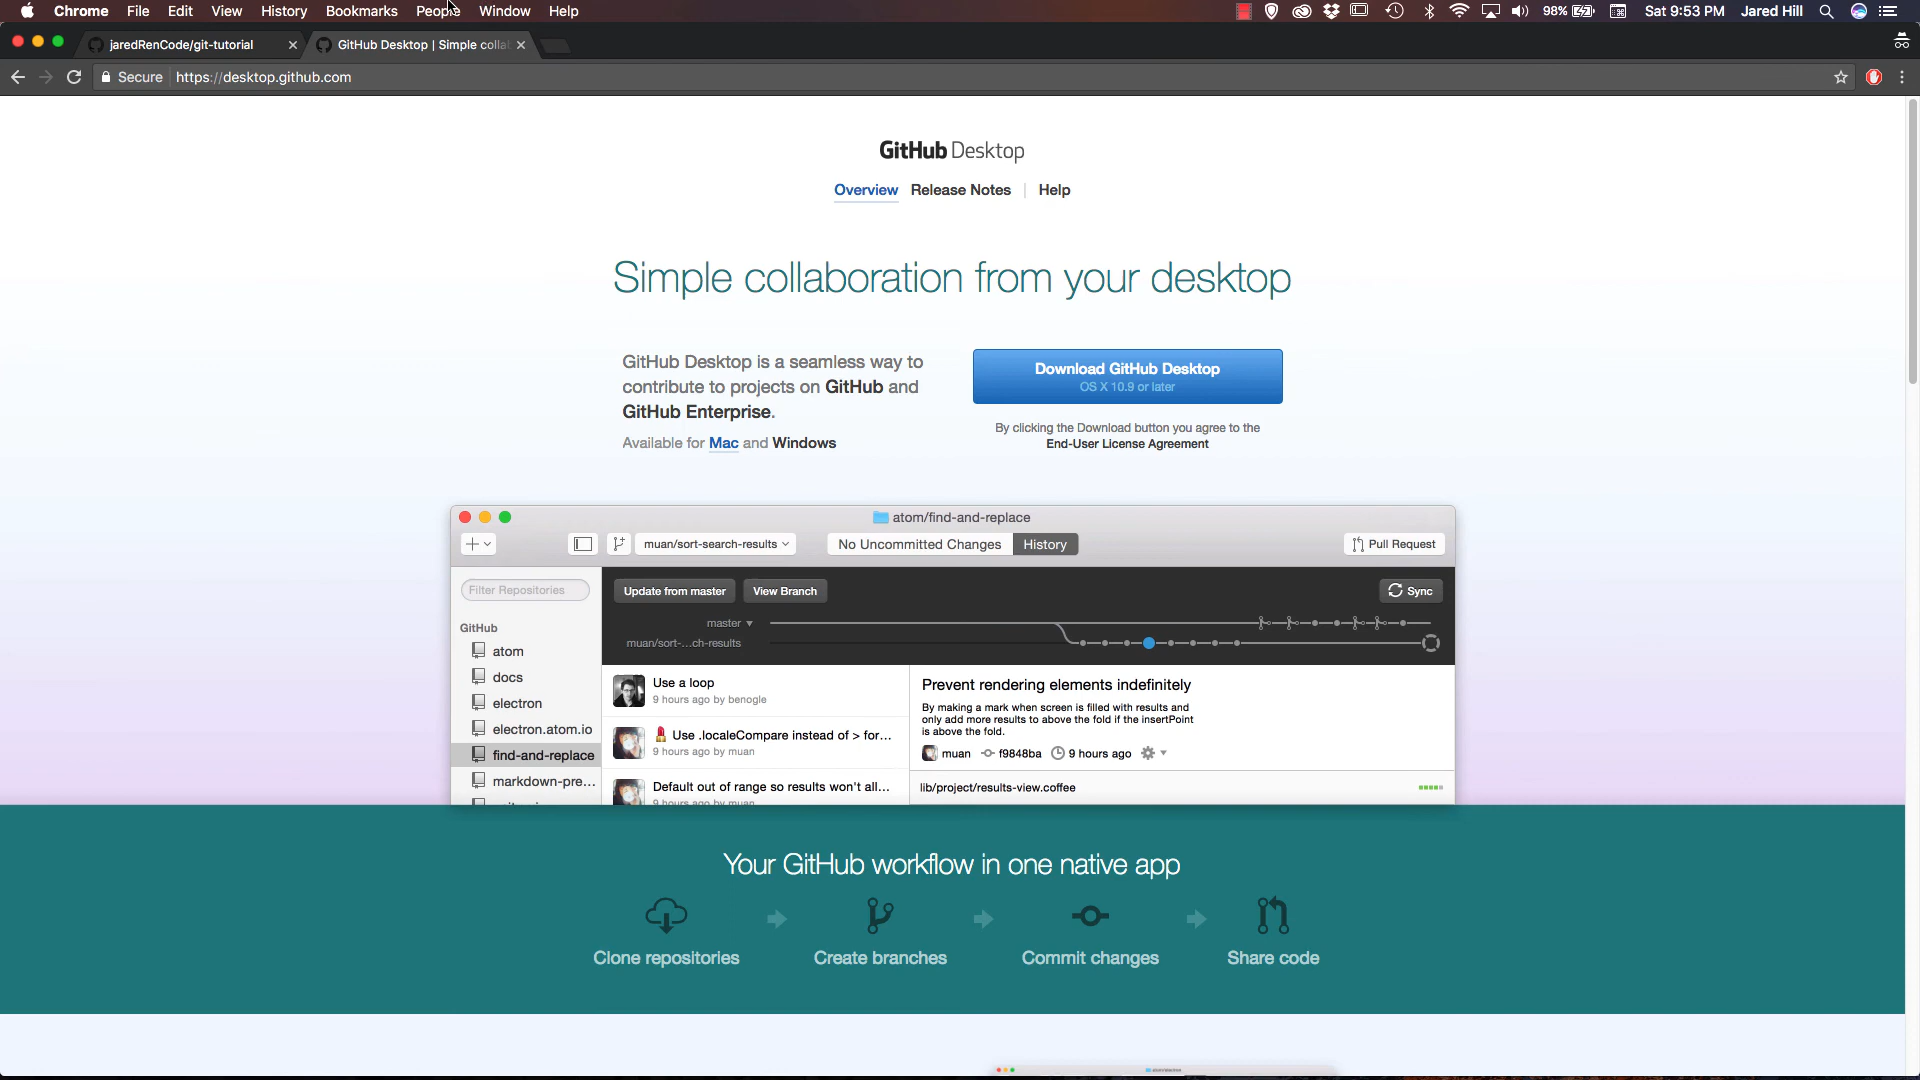 Chrome File Edit View History Bookmarks People Window Help 98% Sat 9:53 PM Jared Hill
jaredRenCode/git-tutorial GitHub Desktop | Simple colla
Secure https://desktop.github.com
GitHub Desktop
Overview Release Notes Help
Simple collaboration from your desktop
GitHub Desktop is a seamless way to
contribute to projects on GitHub and
GitHub Enterprise.
Available for Mac and Windows
Download GitHub Desktop
OS X 10.9 or later
By clicking the Download button you agree to the
End-User License Agreement
atom/find-and-replace
muan/sort-search-results No Uncommitted Changes History Pull Request
Filter Repositories
Update from master View Branch Sync
master
muan/sort-...ch-results
GitHub
atom
docs
electron
electron.atom.io
find-and-replace
markdown-pre...
Use a loop
9 hours ago by benogle
Use .localeCompare instead of > for...
9 hours ago by muan
Default out of range so results won't all...
9 hours ago by muan
Prevent rendering elements indefinitely
By making a mark when screen is filled with results and
only add more results to above the fold if the insertPoint
is above the fold.
muan f9848ba 9 hours ago
lib/project/results-view.coffee
Your GitHub workflow in one native app
Clone repositories Create branches Commit changes Share code